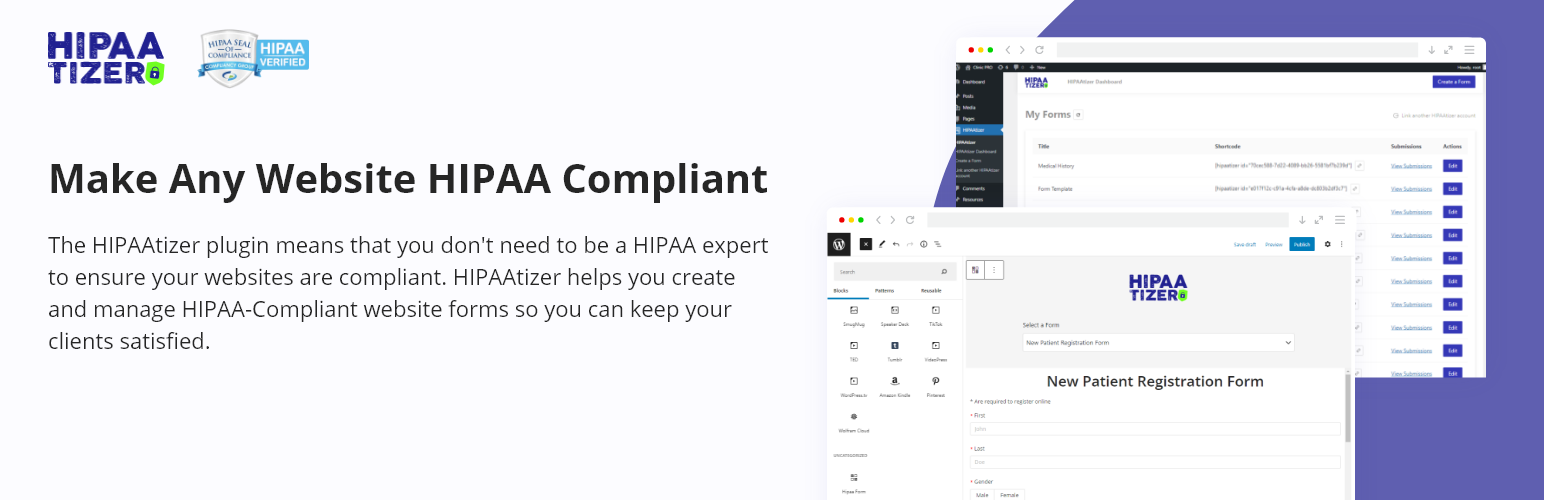 HIPAA
TIZER
HIPAA SEAL
OF
COMPLIANCE
COMPLIANCY GROUP
HIPAA
VERIFIED
Make Any Website HIPAA Compliant
The HIPAAtizer plugin means that you don't need to be a HIPAA expert
to ensure your websites are compliant. HIPAAtizer helps you create
and manage HIPAA-Compliant website forms so you can keep your
clients satisfied.
Clinic PRO
New
Dashboard
Posts
Media
Pages
HIPAAtizer
HIPAAtizer
HIPAAtizer Dashboard
Create a Form
Link another HIPAAtizer
account
Comments
Resources
HIPAA
TIZER
HIPAAtizer Dashboard
Create a Form
My Forms
Link another HIPAAtizer account
Title Shortcode Submissions Actions
Medical History View Submissions Edit
Form Template View Submissions Edit
View Submissions Edit
View Submissions Edit
View Submissions Edit
View Submissions Edit
View Submissions Edit
View Submissions Edit
View Submissions Edit
View Submissions Edit
Save draft Preview Publish
Search
Blocks Patterns Reusable
Smugmug Speaker Deck TikTok
TED Tumblr VideoPress
WordPress.tv Amazon Kindle Pinterest
Wolfram Cloud
UNCATEGORIZED
Hipaa Form
HIPAA
TIZER
Select a Form
New Patient Registration Form
New Patient Registration Form
* Are required to register online
* First
John
* Last
Doe
* Gender
Male Female